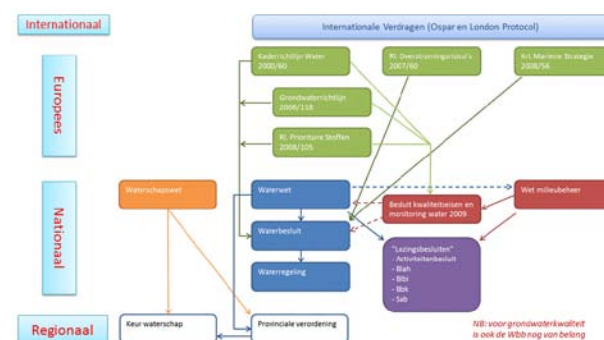 Internationaal
Internationale Verdragen (Ospar en London Protocol)
Europees
Kaderrichtlijn Water
2000/60
Rl. Overstromingsrisico's
2007/60
Krl. Mariene Strategie
2008/56
Grondwaterrichtlijn
2006/118
Rl. Prioritaire Stoffen
2008/105
Nationaal
Waterschapswet
Waterwet
Besluit kwaliteitseisen en
monitoring water 2009
Wet milieubeheer
Waterbesluit
"Lozingsbesluiten"
- Activiteitenbesluit
- Blah
- Blbi
- Bbk
- Sab
Waterregeling
Regionaal
Keur waterschap
Provinciale verordening
NB: voor grondwaterkwaliteit
is ook de Wbb nog van belang